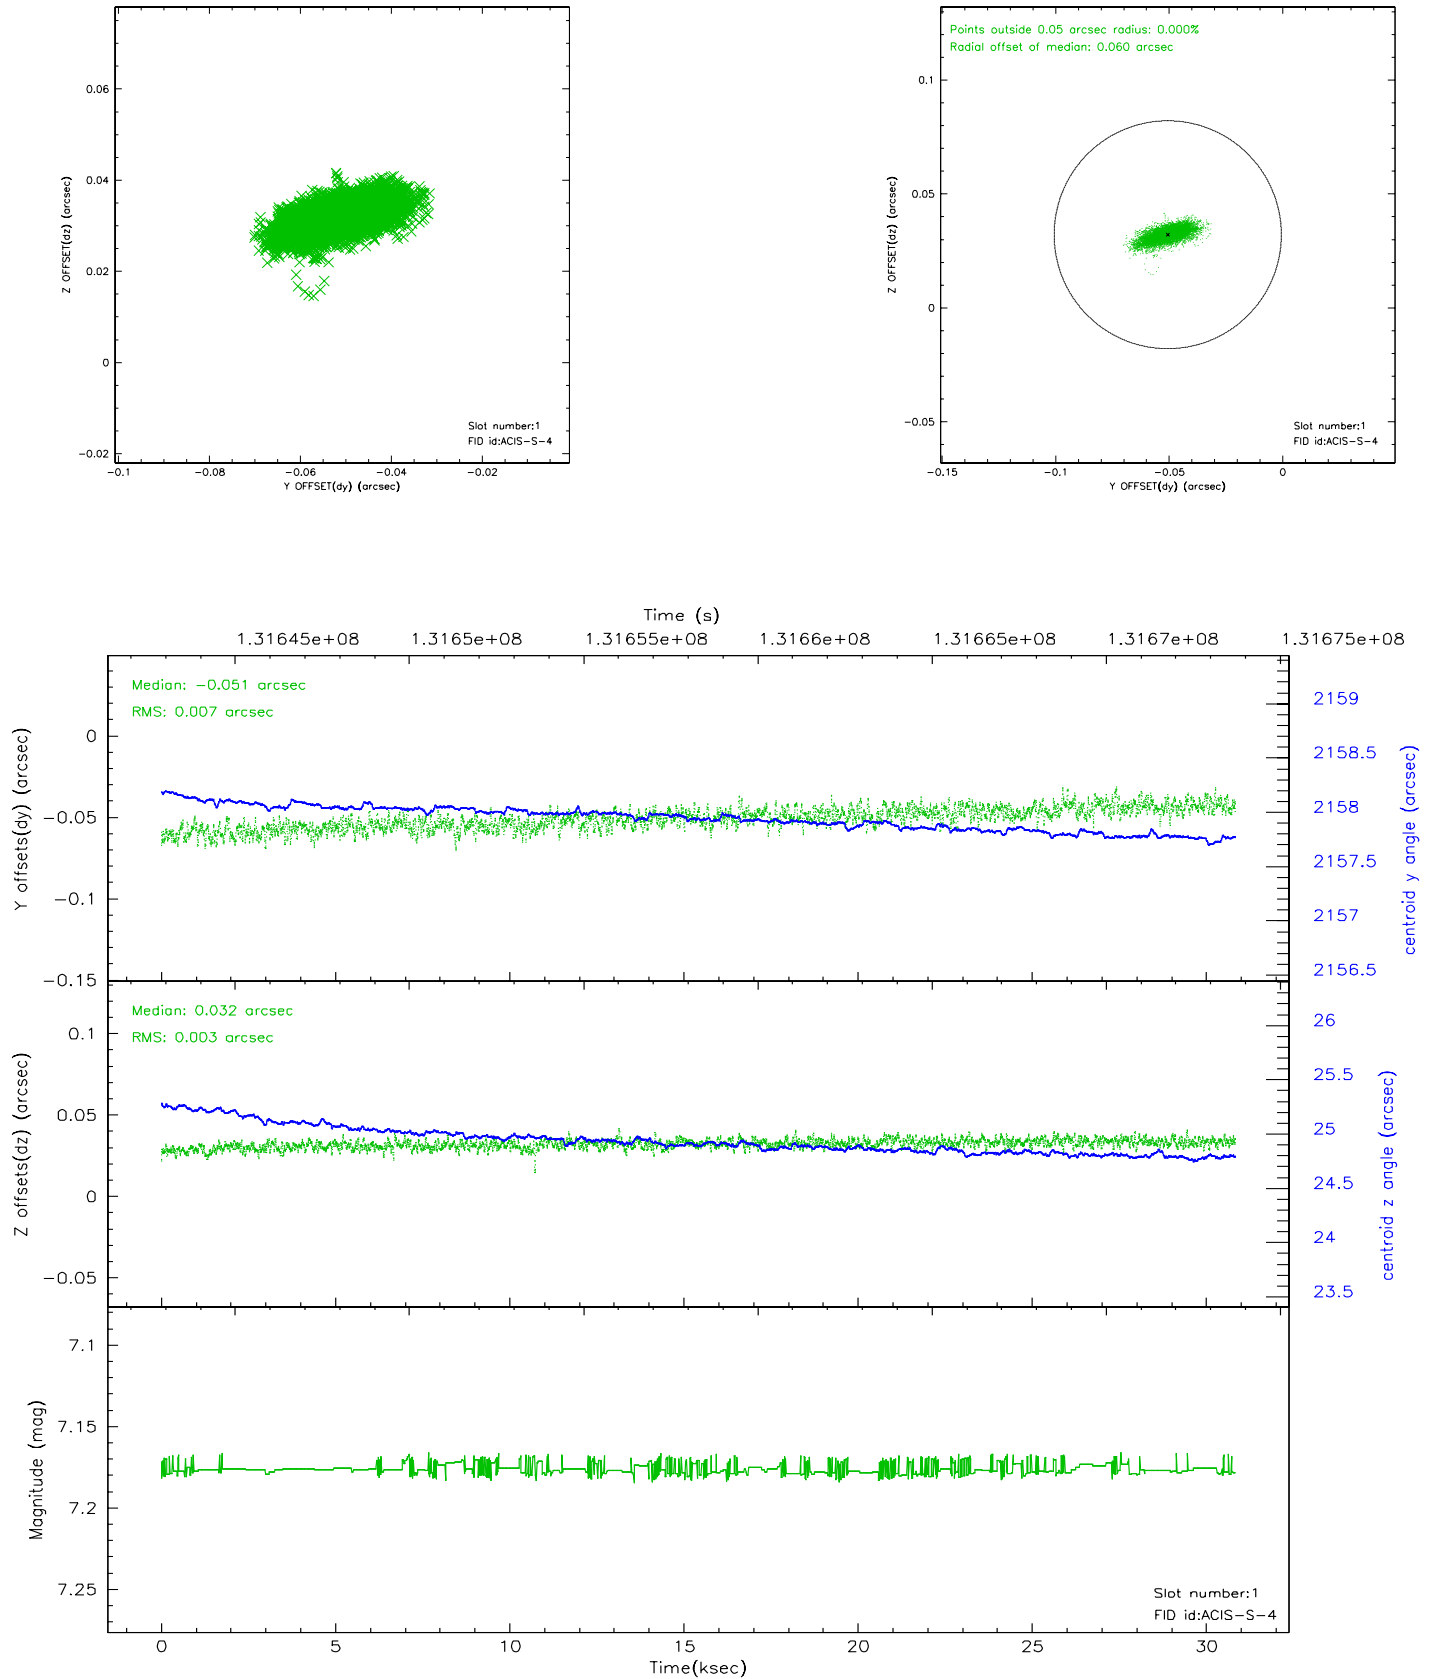 Points outside 0.05 arcsec radius: 0.000%
Radial offset of median: 0.060 arcsec
0.06
0.04
0.02
0
−0.02
Z OFFSET(dz) (arcsec)
Slot number:1
FID id:ACIS−S−4
−0.1
−0.08
−0.06
−0.04
−0.02
Y OFFSET(dy) (arcsec)
0.1
0.05
0
−0.05
Z OFFSET(dz) (arcsec)
Slot number:1
FID id:ACIS−S−4
−0.15
−0.1
−0.05
0
Y OFFSET(dy) (arcsec)
Time (s)
1.31645e+08
1.3165e+08
1.31655e+08
1.3166e+08
1.31665e+08
1.3167e+08
1.31675e+08
Median: −0.051 arcsec
RMS: 0.007 arcsec
0
−0.05
−0.1
−0.15
Y offsets(dy) (arcsec)
2159
2158.5
2158
2157.5
2157
2156.5
centroid y angle (arcsec)
Median: 0.032 arcsec
RMS: 0.003 arcsec
0.1
0.05
0
−0.05
Z offsets(dz) (arcsec)
26
25.5
25
24.5
24
23.5
centroid z angle (arcsec)
7.1
7.15
7.2
7.25
Magnitude (mag)
Slot number:1
FID id:ACIS−S−4
0
5
10
15
20
25
30
Time(ksec)